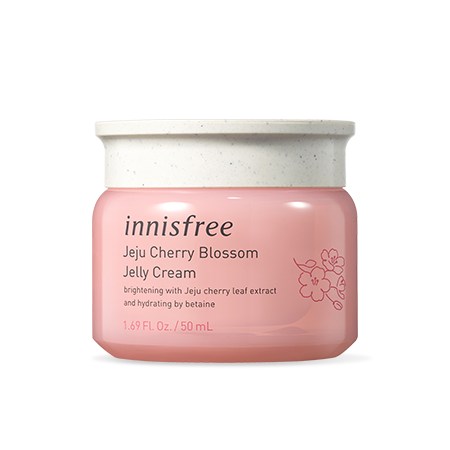 innisfree
Jeju Cherry Blossom
Jelly Cream
brightening with Jeju cherry leaf extract
and hydrating by betaine
1.69 Fl. Oz. / 50 mL